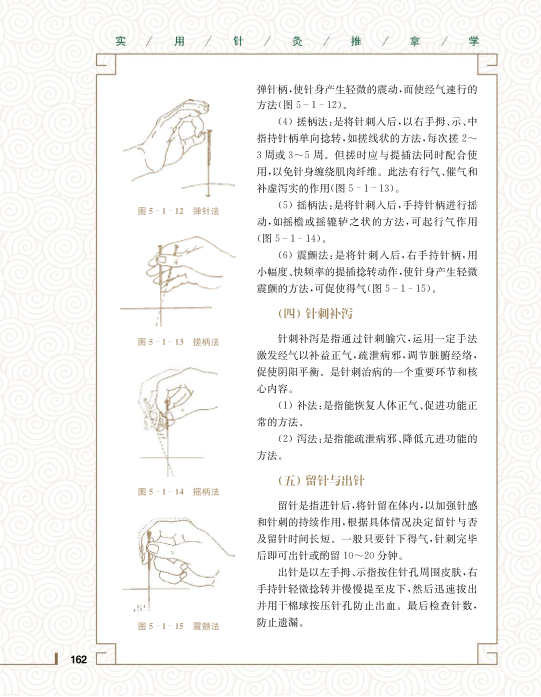 实 / 用 / 针 / 灸 / 推 / 拿 / 学
弹针柄,使针身产生轻微的震动,而使经气速行的
方法(图 5-1-12)。
(4) 搓柄法:是将针刺入后,以右手拇、示、中
指持针柄单向捻转,如搓线状的方法,每次搓 2~
3 周或 3~5 周。但搓时应与提插法同时配合使
用,以免针身缠绕肌肉纤维。此法有行气、催气和
补虚泻实的作用(图 5-1-13)。
(5) 摇柄法:是将针刺入后,手持针柄进行摇
动,如摇橹或摇辘轳之状的方法,可起行气作用
(图 5-1-14)。
(6) 震颤法:是将针刺入后,右手持针柄,用
小幅度、快频率的提插捻转动作,使针身产生轻微
震颤的方法,可促使得气(图 5-1-15)。
(四) 针刺补泻
针刺补泻是指通过针刺腧穴,运用一定手法
激发经气以补益正气,疏泄病邪,调节脏腑经络,
促使阴阳平衡。是针刺治病的一个重要环节和核
心内容。
(1) 补法:是指能恢复人体正气、促进功能正
常的方法。
(2) 泻法:是指能疏泄病邪、降低亢进功能的
方法。
(五) 留针与出针
留针是指进针后,将针留在体内,以加强针感
和针刺的持续作用,根据具体情况决定留针与否
及留针时间长短。一般只要针下得气,针刺完毕
后即可出针或酌留 10~20 分钟。
出针是以左手拇、示指按住针孔周围皮肤,右
手持针轻微捻转并慢慢提至皮下,然后迅速拔出
并用干棉球按压针孔防止出血。最后检查针数,
防止遗漏。
图 5-1-12 弹针法
图 5-1-13 搓柄法
图 5-1-14 摇柄法
图 5-1-15 震颤法
162